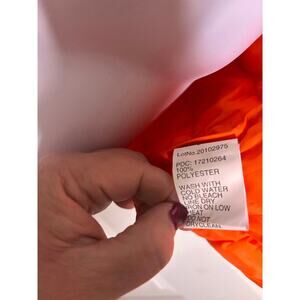 LotNo.20102975
PDC: 17210264
100%
POLYESTER
WASH WITH
COLD WATER
NO BLEACH
LINE DRY
IRON ON LOW
HEAT
DO NOT
DRYCLEAN